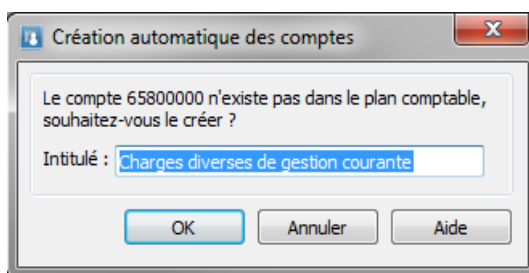 Création automatique des comptes
Le compte 65800000 n'existe pas dans le plan comptable,
souhaitez-vous le créer ?
Intitulé : Charges diverses de gestion courante
OK Annuler Aide